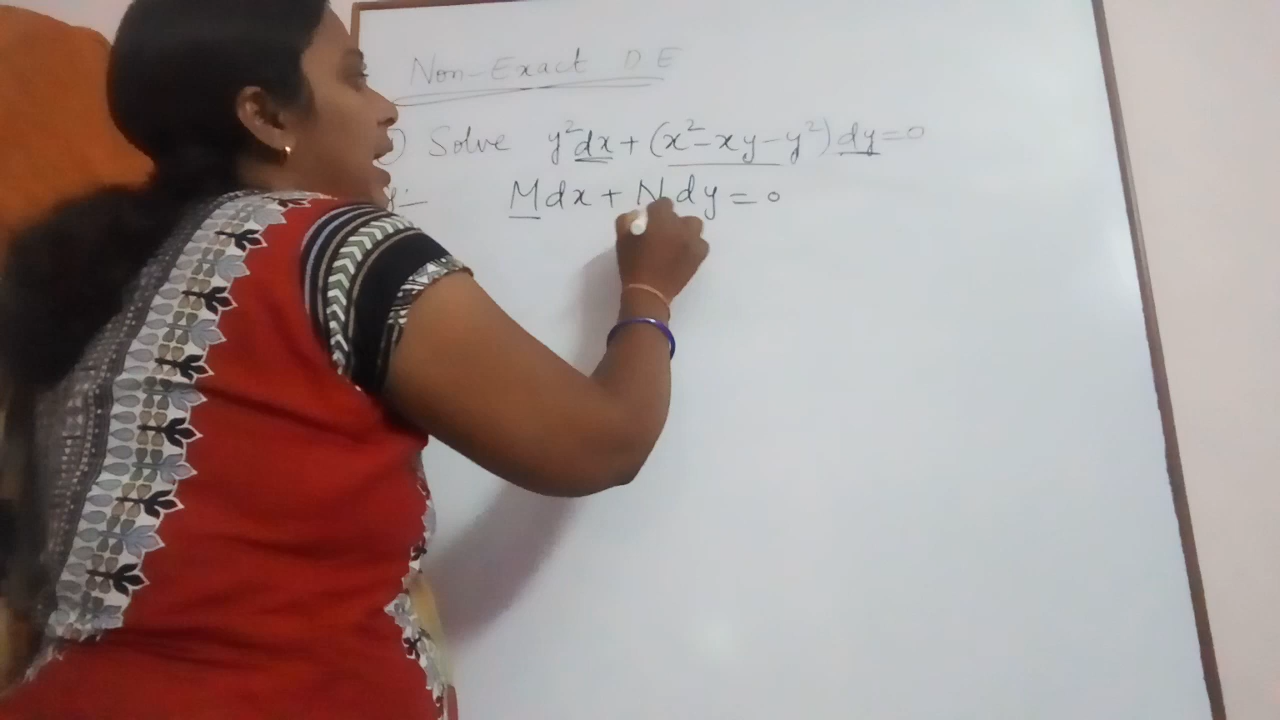 Non-Exact D E
) Solve y²dx + (x² - xy - y²) dy = 0
:- Mdx + Ndy = 0